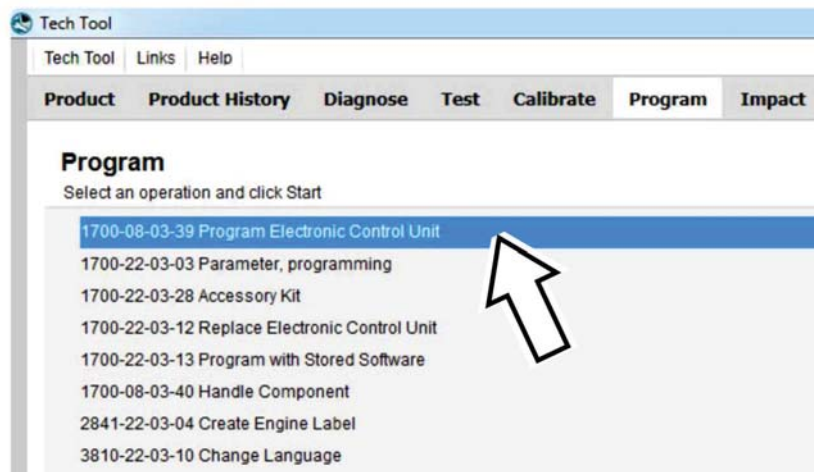 Tech Tool
Tech Tool Links Help
Product Product History Diagnose Test Calibrate Program Impact
Program
Select an operation and click Start
1700-08-03-39 Program Electronic Control Unit
1700-22-03-03 Parameter, programming
1700-22-03-28 Accessory Kit
1700-22-03-12 Replace Electronic Control Unit
1700-22-03-13 Program with Stored Software
1700-08-03-40 Handle Component
2841-22-03-04 Create Engine Label
3810-22-03-10 Change Language